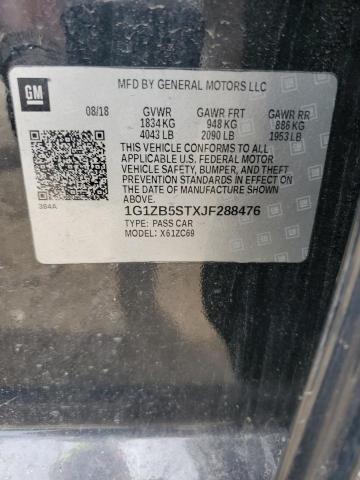 GM
MFD BY GENERAL MOTORS LLC
08/18 GVWR GAWR FRT GAWR RR
1834 KG 948 KG 886 KG
4043 LB 2090 LB 1953 LB
THIS VEHICLE CONFORMS TO ALL
APPLICABLE U.S. FEDERAL MOTOR
VEHICLE SAFETY, BUMPER, AND THEFT
PREVENTION STANDARDS IN EFFECT ON THE
DATE OF MANUFACTURE SHOWN
ABOVE.
384A
1G1ZB5STXJF288476
TYPE: PASS CAR
MODEL: X61ZC69